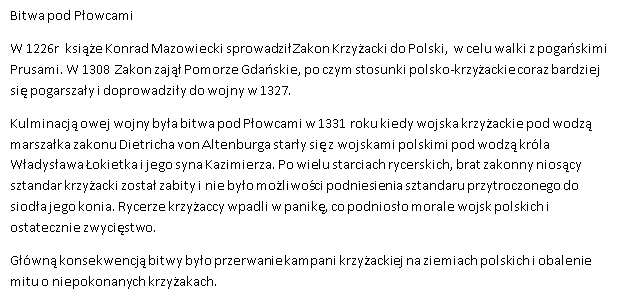 Bitwa pod Płowcami
W 1226r książe Konrad Mazowiecki sprowadził Zakon Krzyżacki do Polski, w celu walki z pogańskimi
Prusami. W 1308 Zakon zajął Pomorze Gdańskie, po czym stosunki polsko-krzyżackie coraz bardziej
się pogarszały i doprowadziły do wojny w 1327.
Kulminacją owej wojny była bitwa pod Płowcami w 1331 roku kiedy wojska krzyżackie pod wodzą
marszałka zakonu Dietricha von Altenburga starły się z wojskami polskimi pod wodzą króla
Władysława Łokietka i jego syna Kazimierza. Po wielu starciach rycerskich, brat zakonny niosący
sztandar krzyżacki został zabity i nie było możliwości podniesienia sztandaru przytroczonego do
siodła jego konia. Rycerze krzyżaccy wpadli w panikę, co podniosło morale wojsk polskich i
ostatecznie zwycięstwo.
Główną konsekwencją bitwy było przerwanie kampani krzyżackiej na ziemiach polskich i obalenie
mitu o niepokonanych krzyżakach.